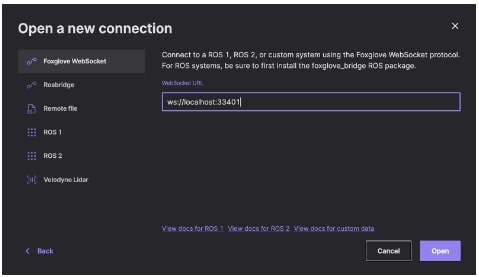 Open a new connection
Foxglove WebSocket
Rosbridge
Remote file
ROS 1
ROS 2
Velodyne Lidar
Back
Connect to a ROS 1, ROS 2, or custom system using the Foxglove WebSocket protocol.
For ROS systems, be sure to first install the foxglove_bridge ROS package.
WebSocket URL
ws://localhost:33401
View docs for ROS 1 View docs for ROS 2 View docs for custom data
Cancel
Open